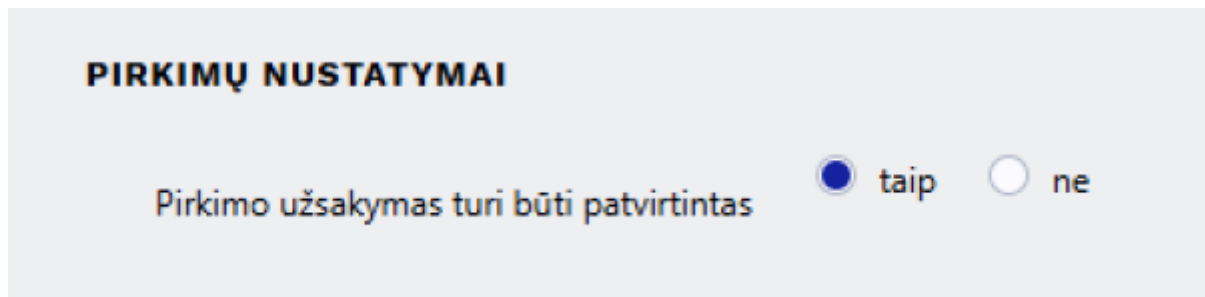 PIRKIMŲ NUSTATYMAI
Pirkimo užsakymas turi būti patvirtintas taip ne